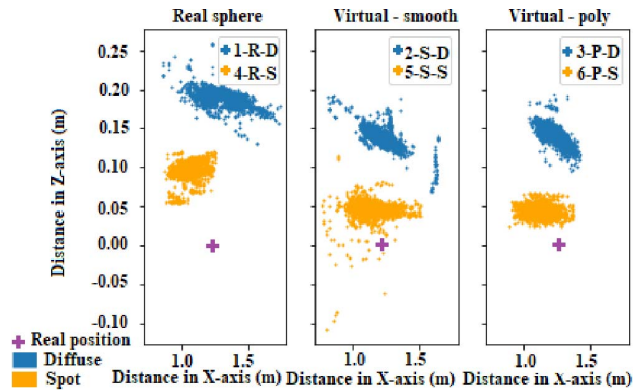 Real sphere
Virtual - smooth
Virtual - poly
1-R-D
4-R-S
2-S-D
5-S-S
3-P-D
6-P-S
Distance in Z-axis (m)
0.25
0.20
0.15
0.10
0.05
0.00
-0.05
-0.10
1.0 1.5
1.0 1.5
1.0 1.5
Distance in X-axis (m)
Distance in X-axis (m)
Distance in X-axis (m)
Real position
Diffuse
Spot